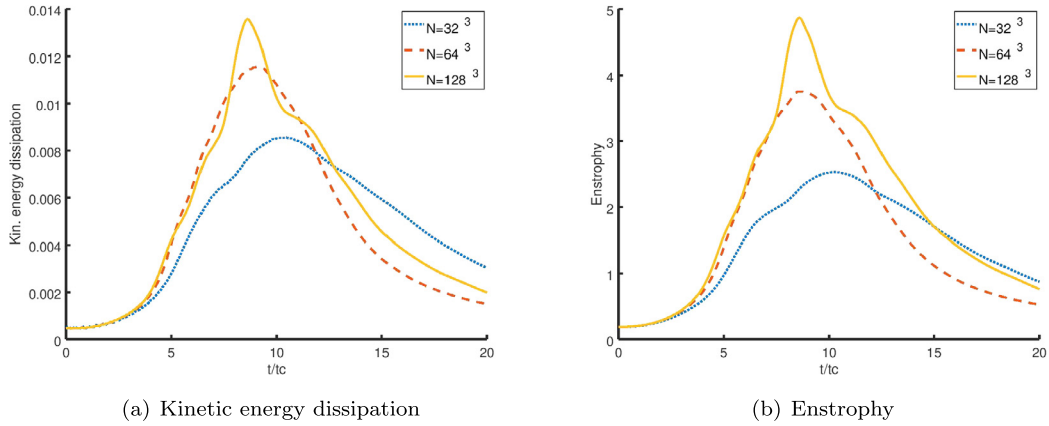 0.014
0.012
0.01
0.008
0.006
0.004
0.002
0
Kin. energy dissipation
0 5 10 15 20
t/tc
N=32 3
N=64 3
N=128 3
(a) Kinetic energy dissipation
5
4
3
2
1
0
Enstrophy
0 5 10 15 20
t/tc
N=32 3
N=64 3
N=128 3
(b) Enstrophy